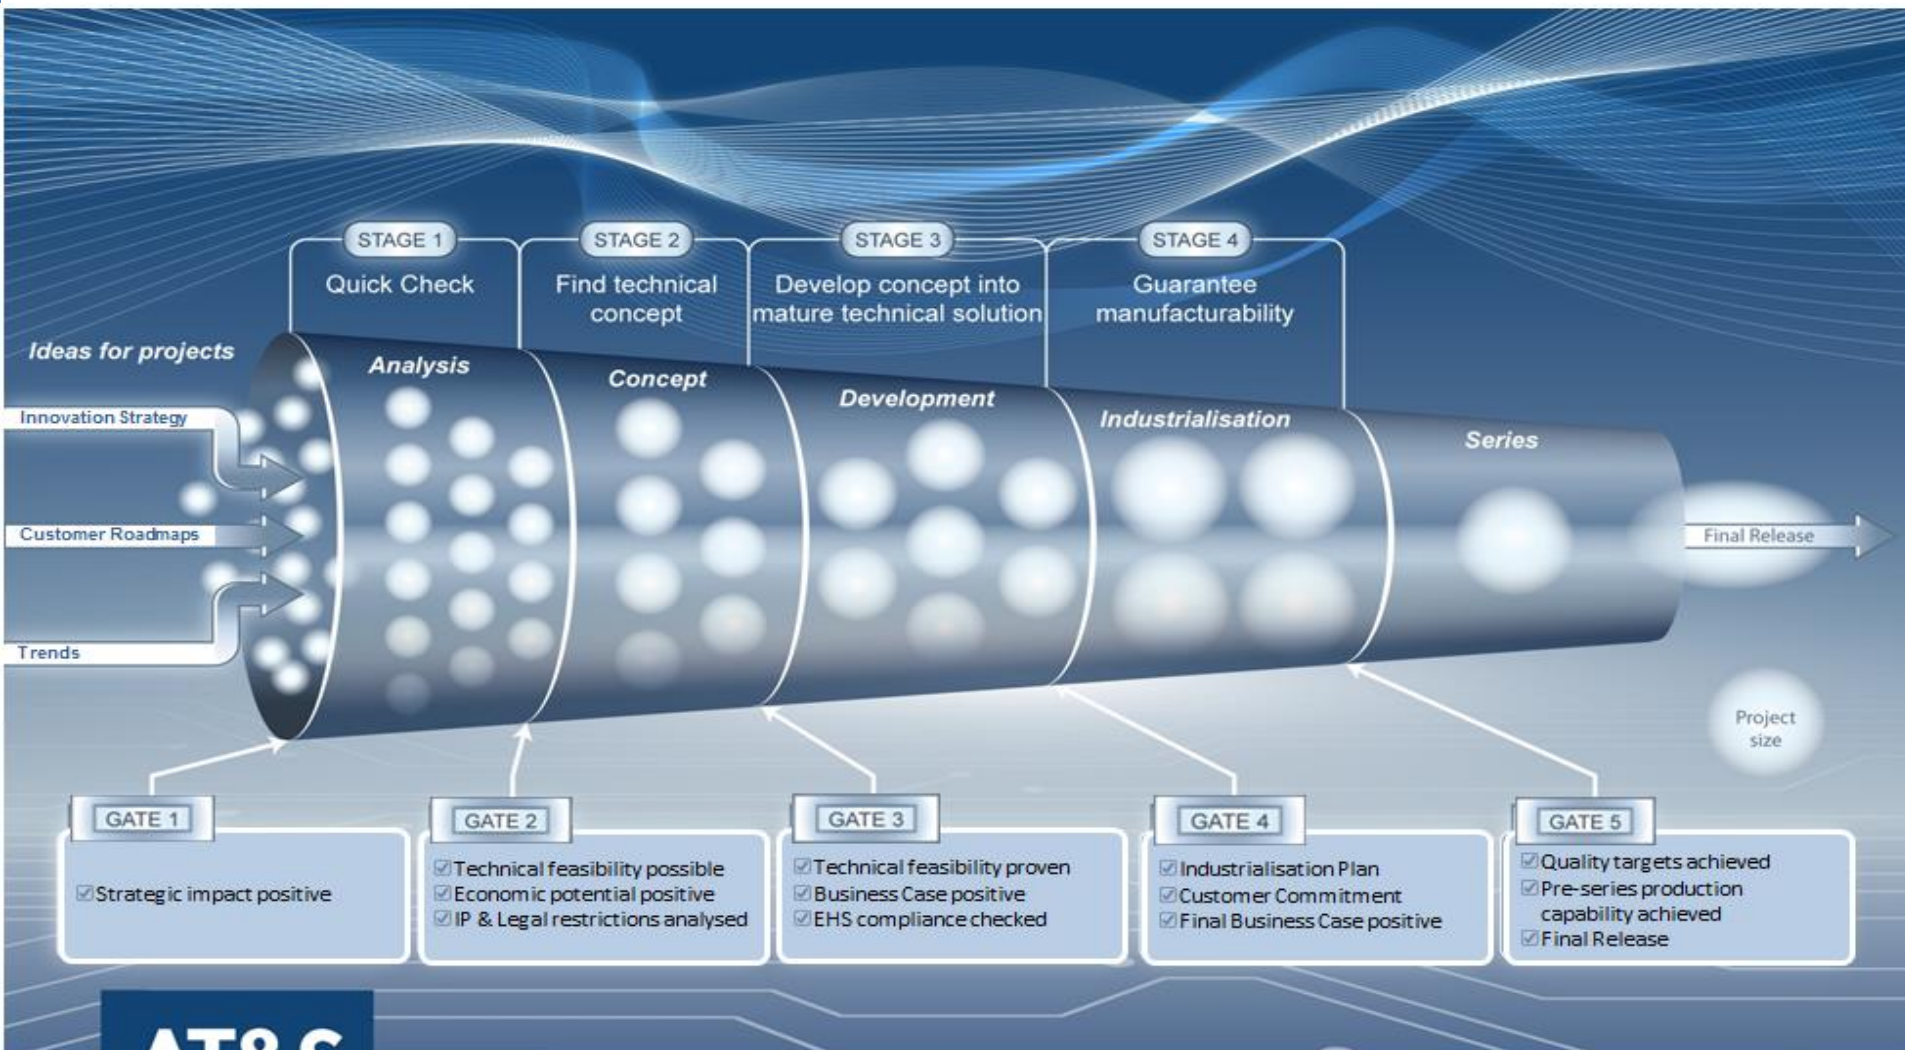 STAGE 1
Quick Check
STAGE 2
Find technical
concept
STAGE 3
Develop concept into
mature technical solution
STAGE 4
Guarantee
manufacturability
Ideas for projects
Innovation Strategy
Customer Roadmaps
Trends
Analysis
Concept
Development
Industrialisation
Series
Final Release
Project
size
GATE 1
Strategic impact positive
GATE 2
Technical feasibility possible
Economic potential positive
IP & Legal restrictions analysed
GATE 3
Technical feasibility proven
Business Case positive
EHS compliance checked
GATE 4
Industrialisation Plan
Customer Commitment
Final Business Case positive
GATE 5
Quality targets achieved
Pre-series production
capability achieved
Final Release
AT&S